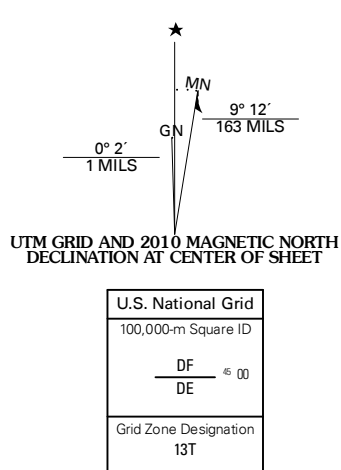 ★
MN
GN
9° 12´
163 MILS
0° 2´
1 MILS
UTM GRID AND 2010 MAGNETIC NORTH
DECLINATION AT CENTER OF SHEET
U.S. National Grid
100,000-m Square ID
DF
45 00
DE
Grid Zone Designation
13T